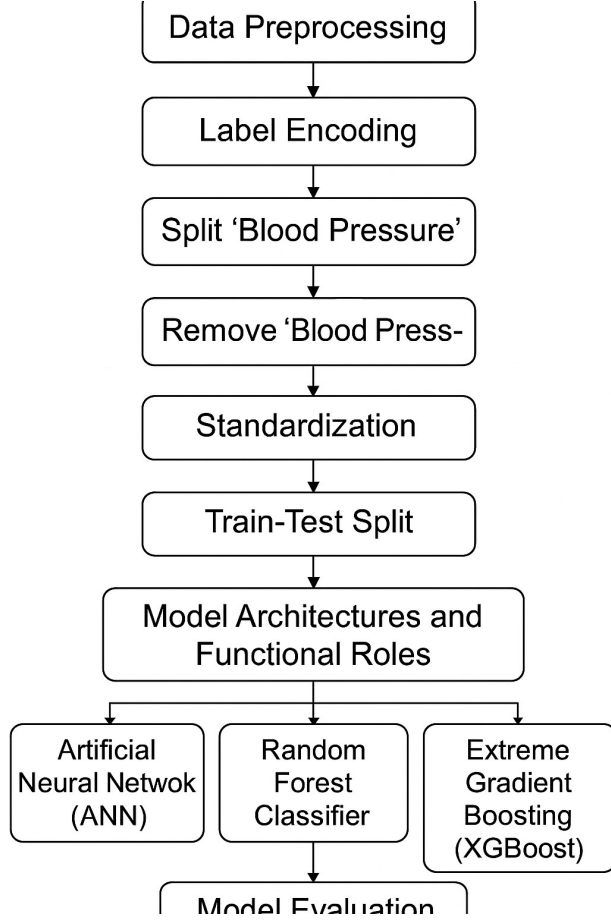 Data Preprocessing
Label Encoding
Split ‘Blood Pressure’
Remove ‘Blood Press-
Standardization
Train-Test Split
Model Architectures and
Functional Roles
Artificial
Neural Netwok
(ANN)
Random
Forest
Classifier
Extreme
Gradient
Boosting
(XGBoost)
Model Evaluation